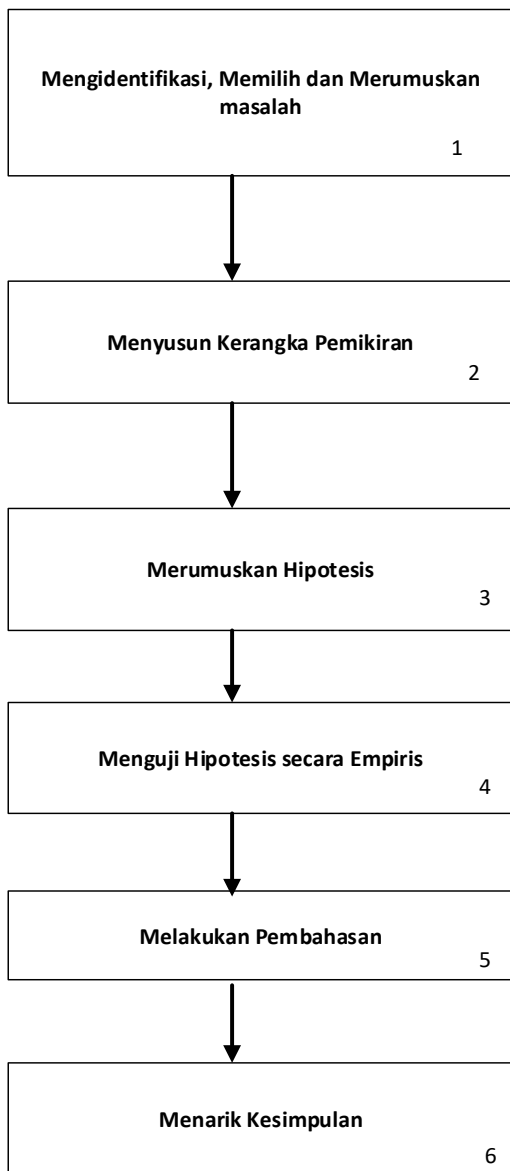 Mengidentifikasi, Memilih dan Merumuskan
masalah
1
Menyusun Kerangka Pemikiran
2
Merumuskan Hipotesis
3
Menguji Hipotesis secara Empiris
4
Melakukan Pembahasan
5
Menarik Kesimpulan
6